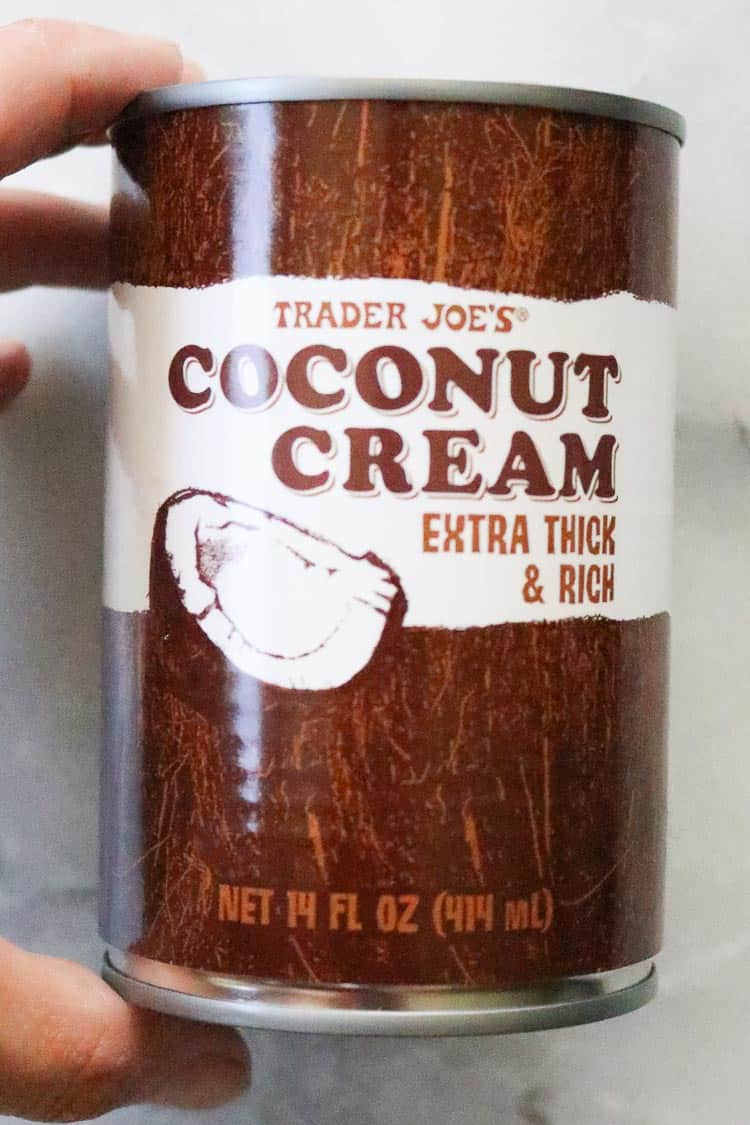 TRADER JOE'S®
COCONUT
CREAM
EXTRA THICK
& RICH
NET 14 FL OZ (414 mL)